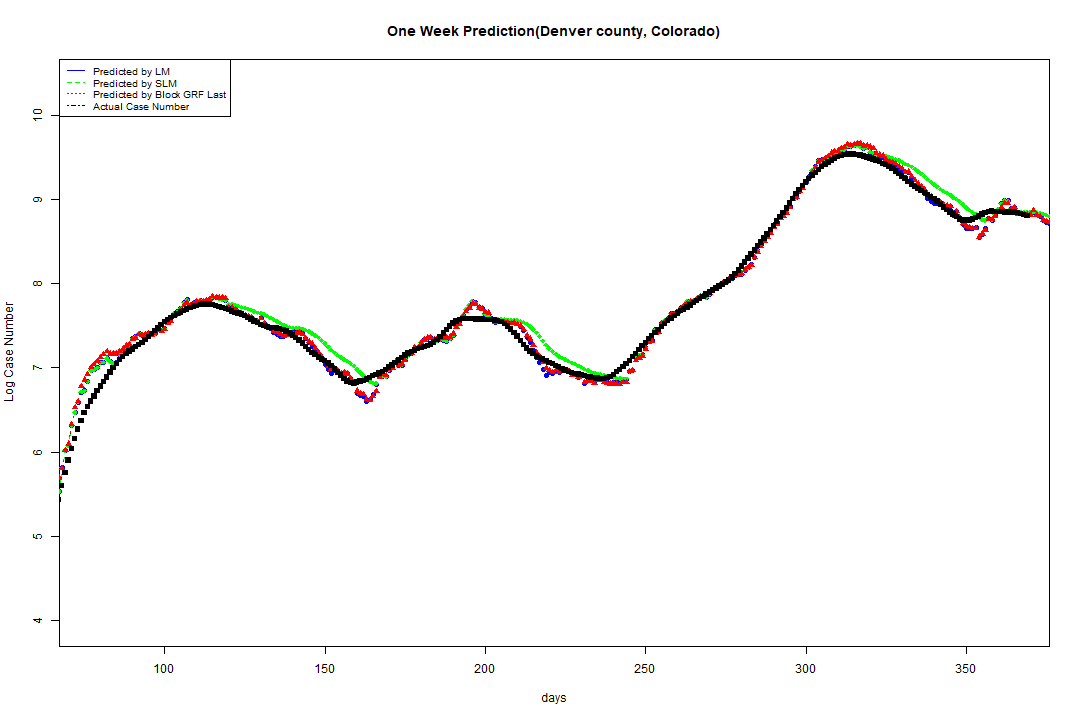 One Week Prediction(Denver county, Colorado)
Predicted by LM
Predicted by SLM
Predicted by Block GRF Last
Actual Case Number
10
9
8
7
6
5
4
Log Case Number
100 150 200 250 300 350
days